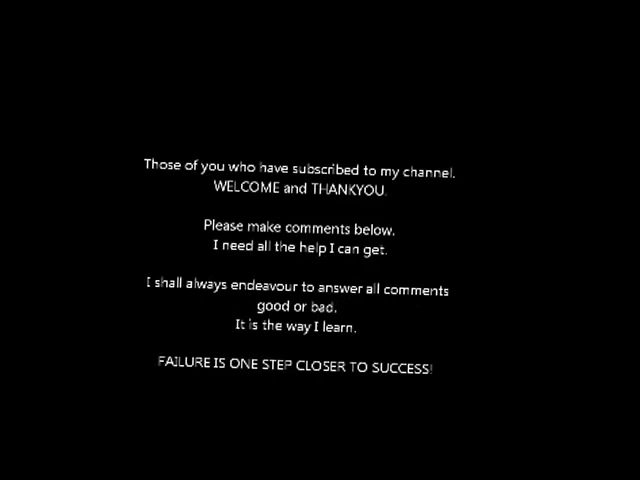 Those of you who have subscribed to my channel.
WELCOME and THANKYOU.
Please make comments below.
I need all the help I can get.
I shall always endeavour to answer all comments
good or bad.
It is the way I learn.
FAILURE IS ONE STEP CLOSER TO SUCCESS!